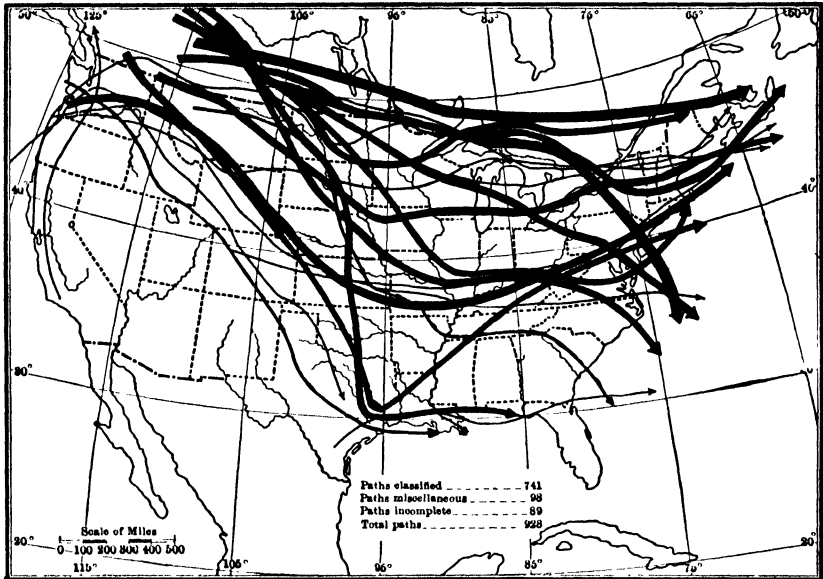 50° 125° 115° 105° 95° 85° 75° 65° (50°
40° 40°
30°
Paths classified 741
Paths miscellaneous 98
Paths incomplete 89
Total paths 928
Scale of Miles
0 100 200 300 400 500
20° 20°
115° 105° 95° 85° 75°